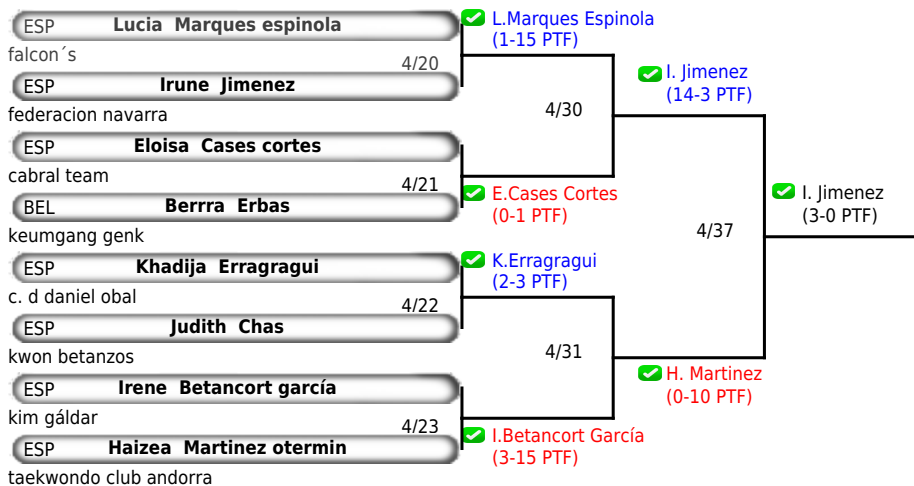 ESP Lucia Marques espinola
falcon´s
4/20
ESP Irune Jimenez
federacion navarra
ESP Eloisa Cases cortes
cabral team
4/21
BEL Berrra Erbas
keumgang genk
ESP Khadija Erragragui
c. d daniel obal
4/22
ESP Judith Chas
kwon betanzos
ESP Irene Betancort garcía
kim gáldar
4/23
ESP Haizea Martinez otermin
taekwondo club andorra
L.Marques Espinola
(1-15 PTF)
4/30
E.Cases Cortes
(0-1 PTF)
K.Erragragui
(2-3 PTF)
4/31
I.Betancort García
(3-15 PTF)
I. Jimenez
(14-3 PTF)
4/37
H. Martinez
(0-10 PTF)
I. Jimenez
(3-0 PTF)